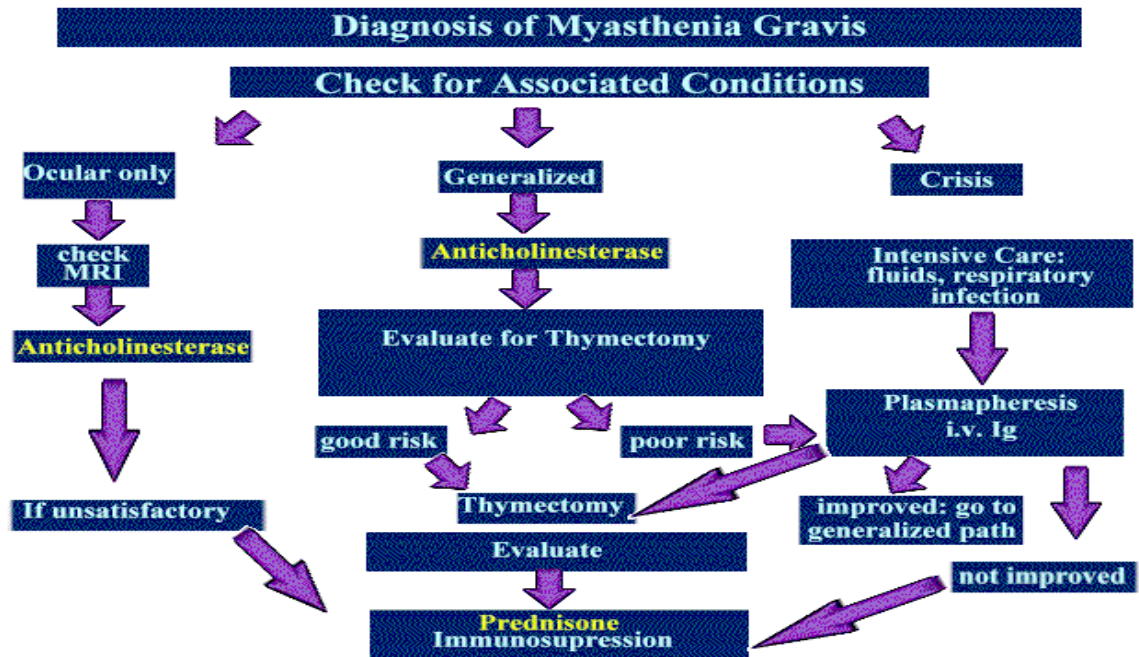 Diagnosis of Myasthenia Gravis
Check for Associated Conditions
Ocular only
Generalized
Crisis
check
MRI
Anticholinesterase
Intensive Care:
fluids, respiratory
infection
Anticholinesterase
Evaluate for Thymectomy
Plasmapheresis
i.v. Ig
good risk
poor risk
If unsatisfactory
Thymectomy
improved: go to
generalized path
Evaluate
not improved
Prednisone
Immunosupression